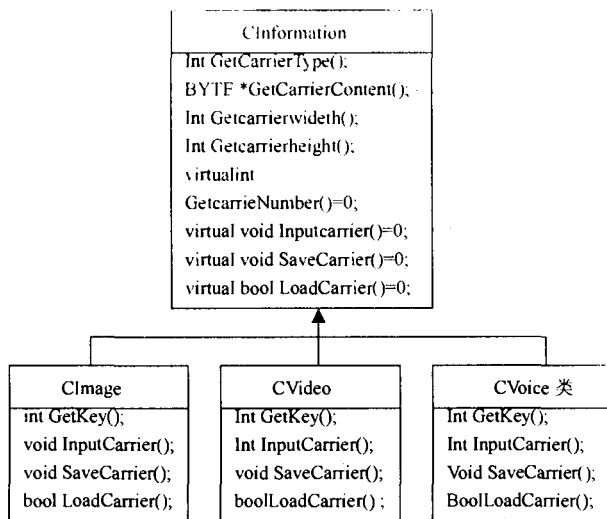 CInformation
Int GetCarrierType();
BYTE *GetCarrierContent();
Int Getcarrierwideth();
Int Getcarrierheight();
virtualint
GetcarrieNumber()=0;
virtual void Inputcarrier()=0;
virtual void SaveCarrier()=0;
virtual bool LoadCarrier()=0;
CImage
int GetKey();
void InputCarrier();
void SaveCarrier();
bool LoadCarrier();
CVideo
Int GetKey();
Int InputCarrier();
void SaveCarrier();
boolLoadCarrier() ;
CVoice 类
Int GetKey();
Int InputCarrier();
Void SaveCarrier();
BoolLoadCarrier();